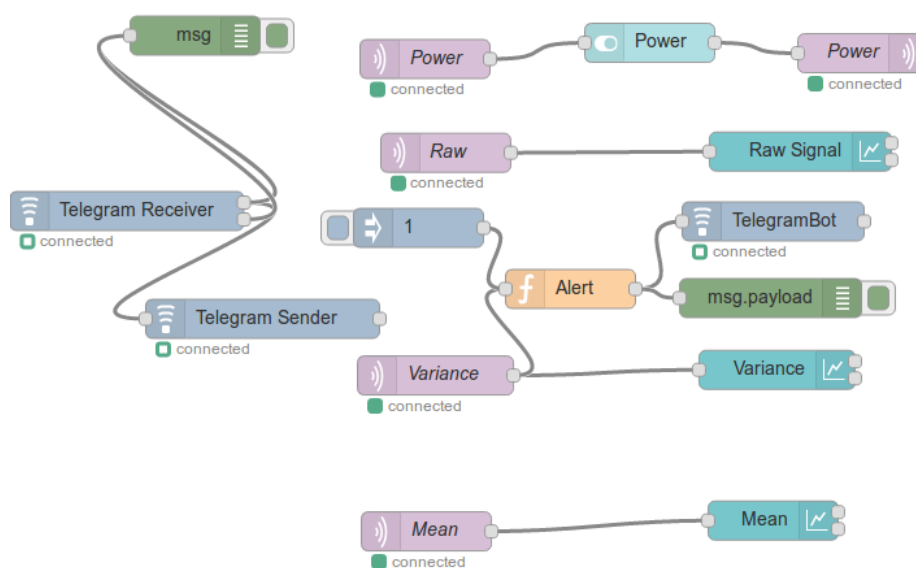 msg
Power
connected
Power
Power
connected
Raw
connected
Raw Signal
Telegram Receiver
connected
1
TelegramBot
connected
Alert
msg.payload
Telegram Sender
connected
Variance
connected
Variance
Mean
connected
Mean